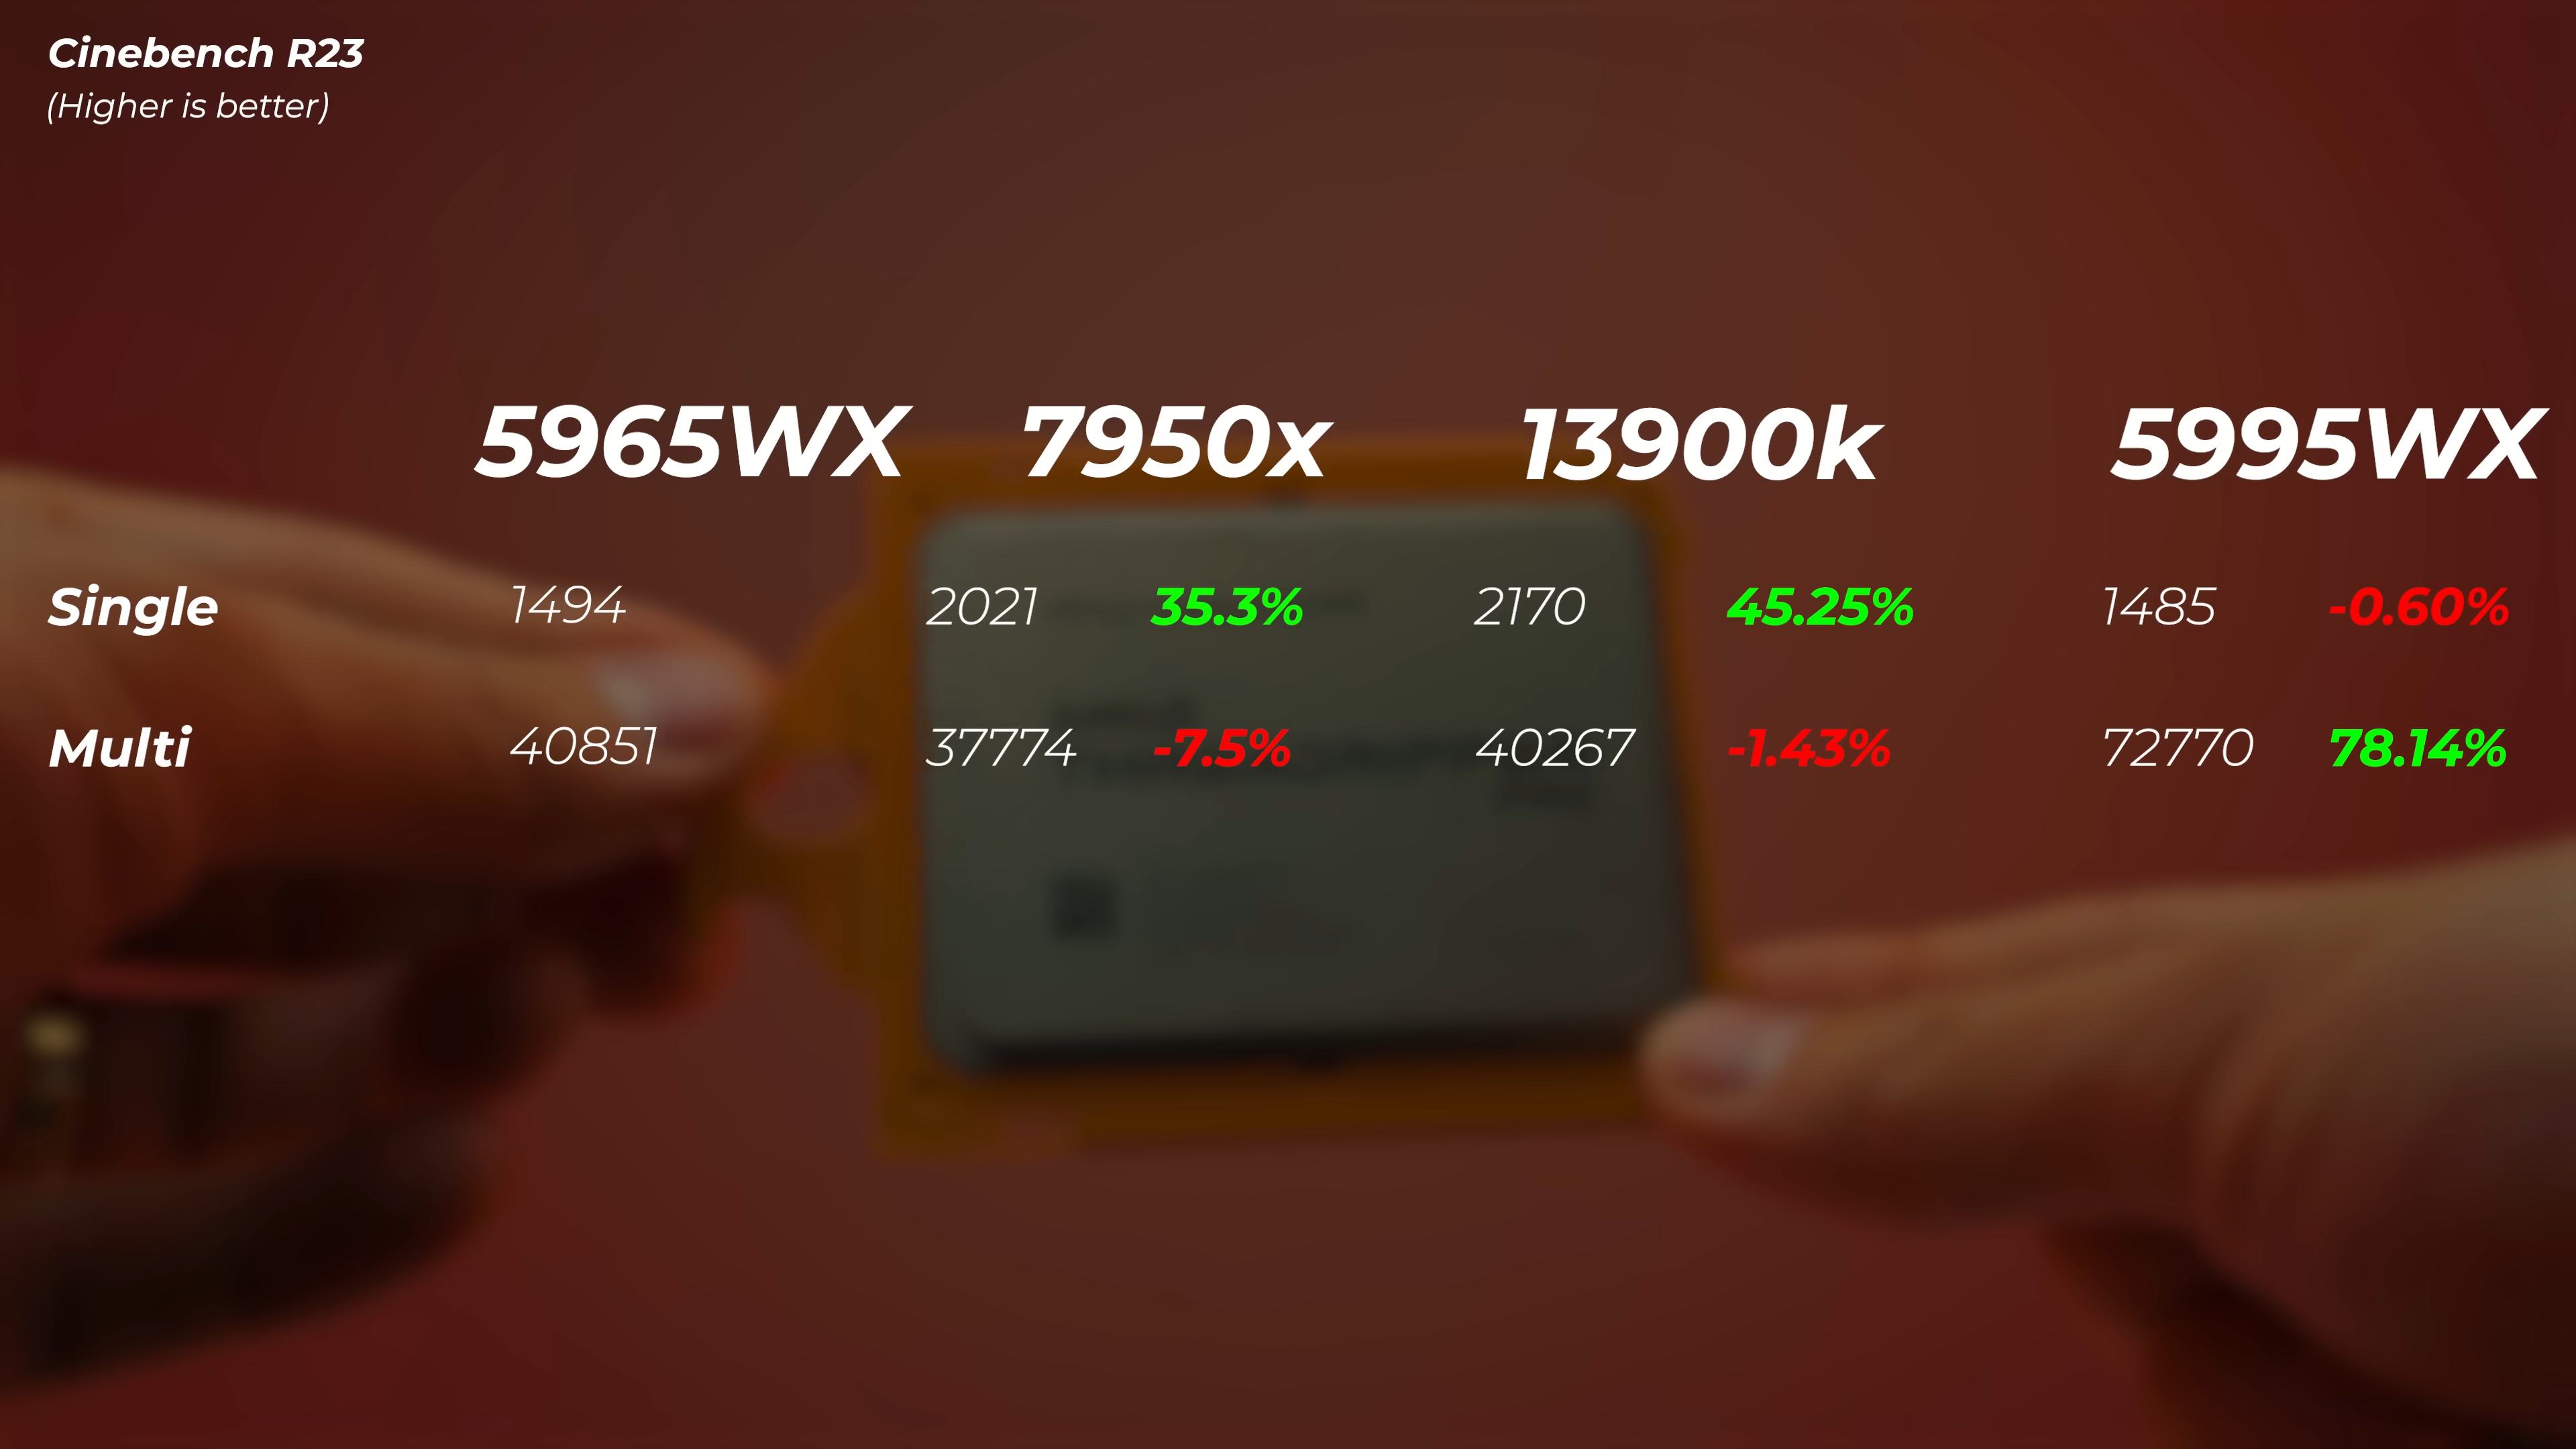 Cinebench R23
(Higher is better)
5965WX 7950x 13900k 5995WX
Single 1494 2021 35.3% 2170 45.25% 1485 -0.60%
Multi 40851 37774 -7.5% 40267 -1.43% 72770 78.14%